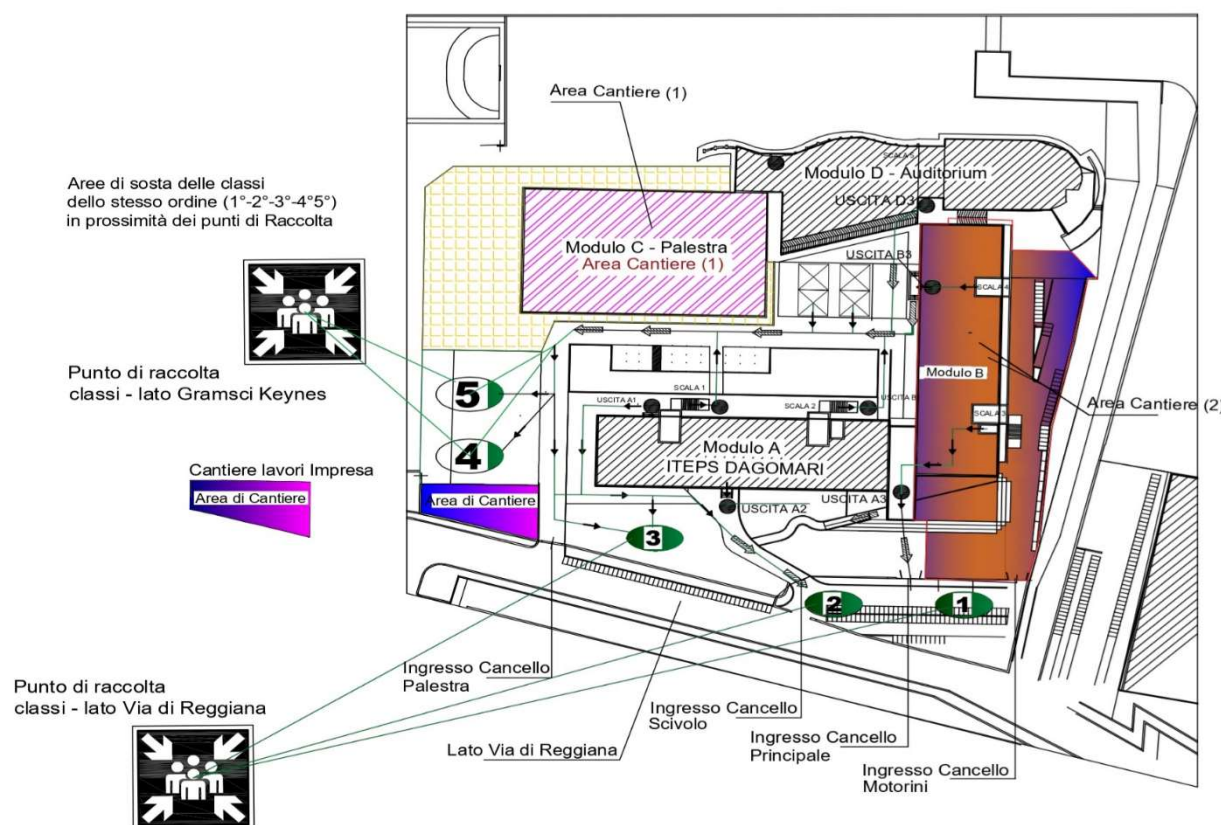 Area Cantiere (1)
Aree di sosta delle classi
dello stesso ordine (1°-2°-3°-4°5°)
in prossimità dei punti di Raccolta
SCALA 5
Modulo D - Auditorium
USCITA D3
Modulo C - Palestra
Area Cantiere (1)
USCITA B3
SCALA 4
Punto di raccolta
classi - lato Gramsci Keynes
5
SCALA 1
USCITA A1
SCALA 2
USCITA B
Modulo B
SCALA 3
Area Cantiere (2)
4
Modulo A
ITEPS DAGOMARI
Cantiere lavori Impresa
Area di Cantiere
Area di Cantiere
USCITA A2
USCITA A3
3
2
1
Ingresso Cancello
Palestra
Punto di raccolta
classi - lato Via di Reggiana
Ingresso Cancello
Scivolo
Ingresso Cancello
Principale
Lato Via di Reggiana
Ingresso Cancello
Motorini